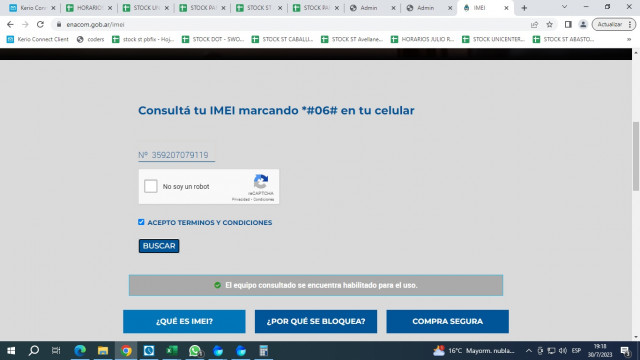 Kerio Conn
HORARIOS
STOCK UN
STOCK PA
STOCK ST
STOCK PA
Admin
Admin
IMEI
enacom.gob.ar/imei
Actualizar
Kerio Connect Client
coders
stock st pbfix - Hoj...
STOCK DOT - SWO...
STOCK ST CABALLI...
stock ST Avellane...
HORARIOS JULIO R...
STOCK UNICENTER...
STOCK ST ABASTO...
Consultá tu IMEI marcando *#06# en tu celular
Nº 359207079119
No soy un robot
reCAPTCHA
Privacidad - Condiciones
ACEPTO TERMINOS Y CONDICIONES
BUSCAR
El equipo consultado se encuentra habilitado para el uso.
¿QUÉ ES IMEI?
¿POR QUÉ SE BLOQUEA?
COMPRA SEGURA
16°C Mayorm. nubla...
ESP
19:18
30/7/2023